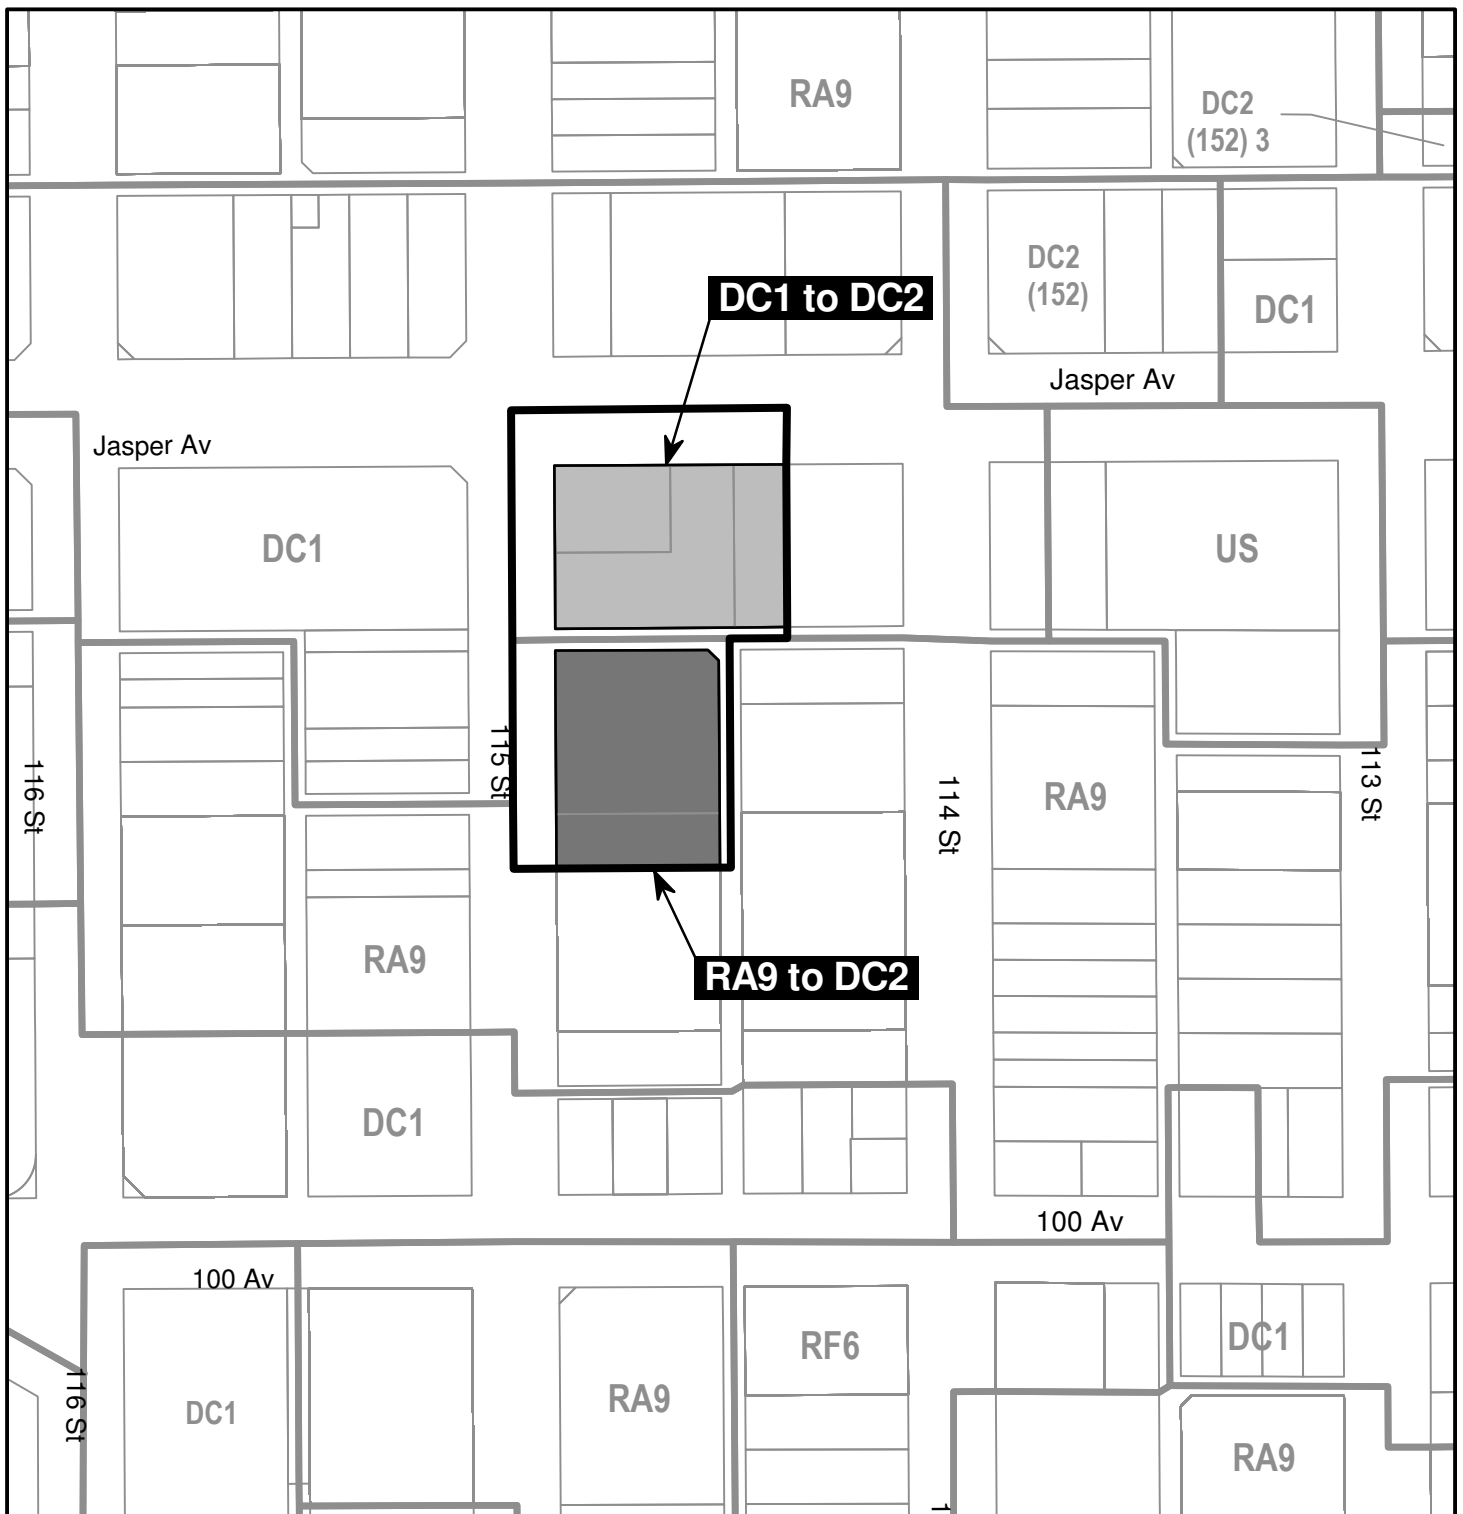 RA9
DC2
(152) 3
DC2
(152)
DC1
DC1 to DC2
Jasper Av
Jasper Av
DC1
US
115 St
116 St
114 St
RA9
113 St
RA9
RA9 to DC2
DC1
100 Av
100 Av
DC1
RF6
RA9
116 St
DC1
RA9
1